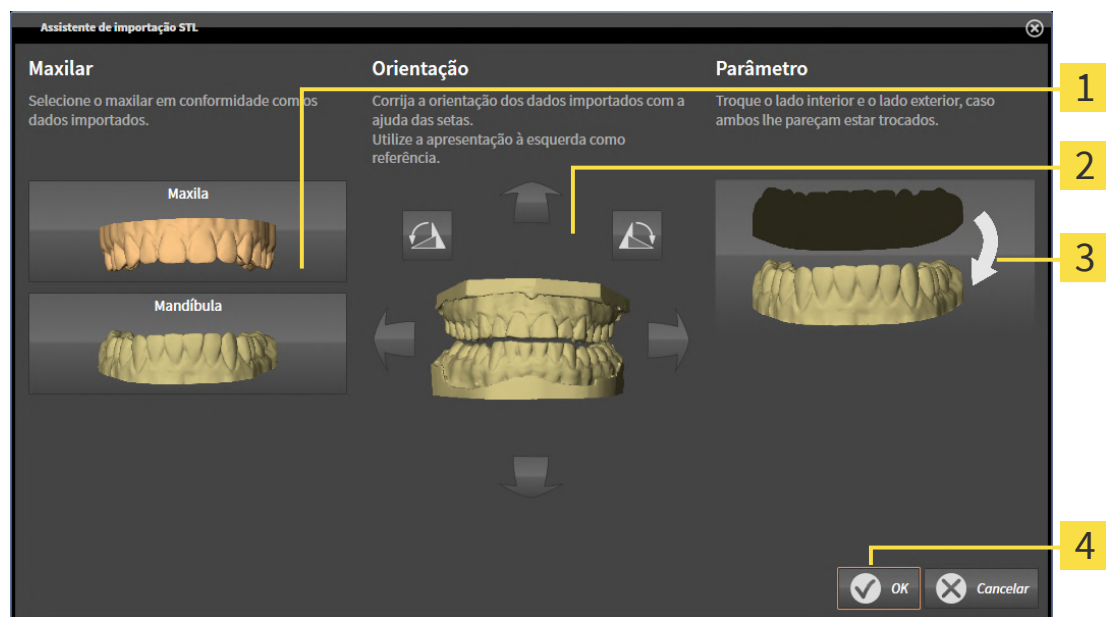 Assistente de importação STL
Maxilar
Selecione o maxilar em conformidade com os
dados importados.
Maxila
Mandíbula
Orientação
Corrija a orientação dos dados importados com a
ajuda das setas.
Utilize a apresentação à esquerda como
referência.
Parâmetro
Troque o lado interior e o lado exterior, caso
ambos lhe pareçam estar trocados.
OK
Cancelar
1
2
3
4